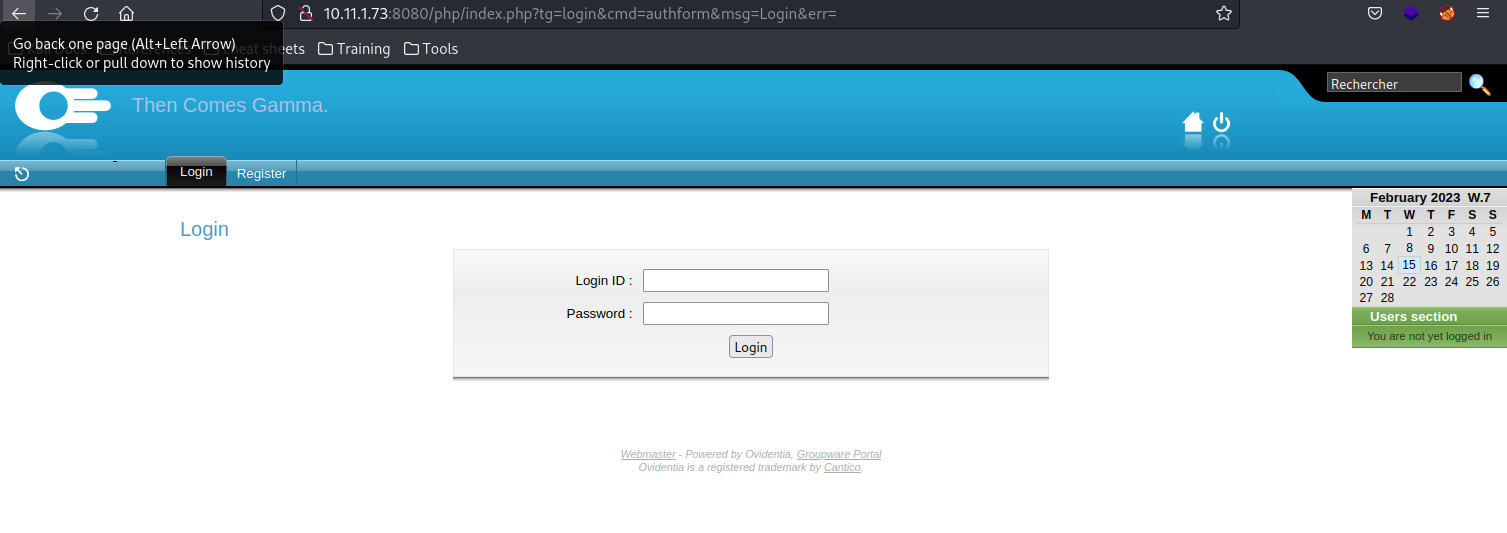 10.11.1.73:8080/php/index.php?tg=login&cmd=authform&msg=Login&err=
Go back one page (Alt+Left Arrow)
Right-click or pull down to show history
sheets
Training
Tools
Then Comes Gamma.
Rechercher
Login
Register
Login
Login ID :
Password :
Login
February 2023 W.7
M T W T F S S
1 2 3 4 5
6 7 8 9 10 11 12
13 14 15 16 17 18 19
20 21 22 23 24 25 26
27 28
Users section
You are not yet logged in
Webmaster - Powered by Ovidentia, Groupware Portal
Ovidentia is a registered trademark by Cantico.